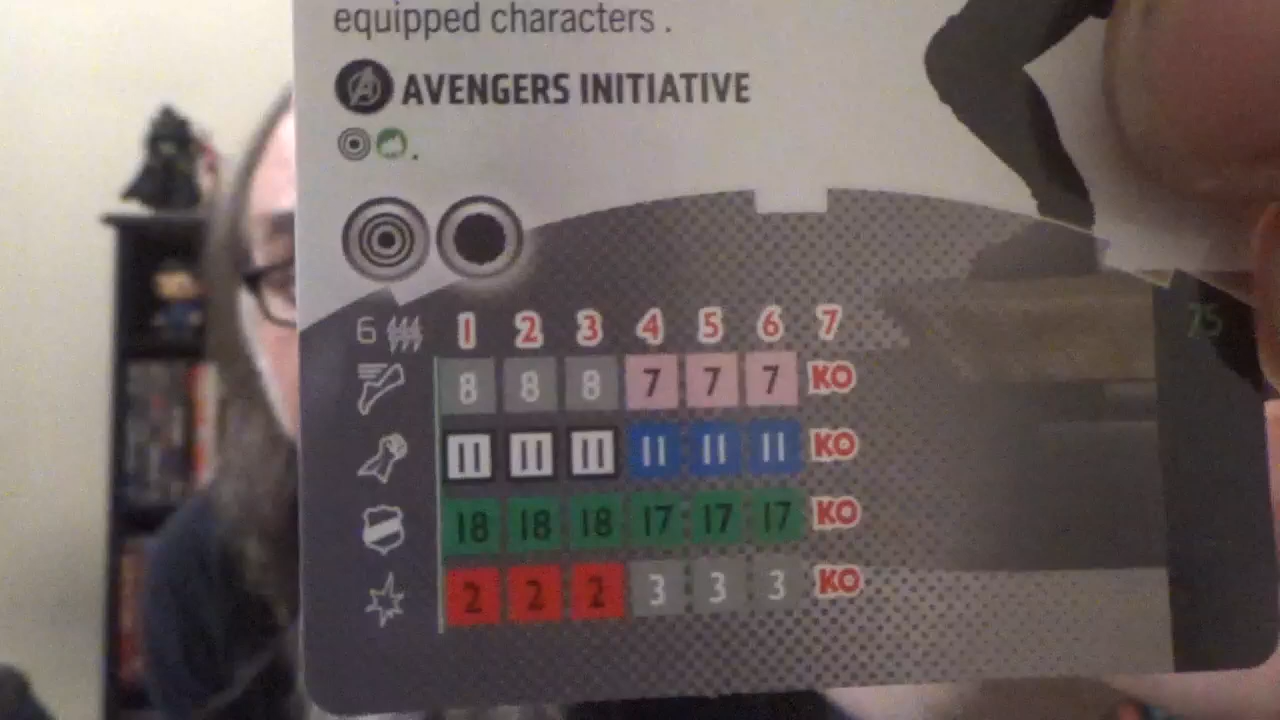 equipped characters .
AVENGERS INITIATIVE
.
6 1 2 3 4 5 6 7
8 8 8 7 7 7 KO
11 11 11 11 11 11 KO
18 18 18 17 17 17 KO
2 2 2 3 3 3 KO
75